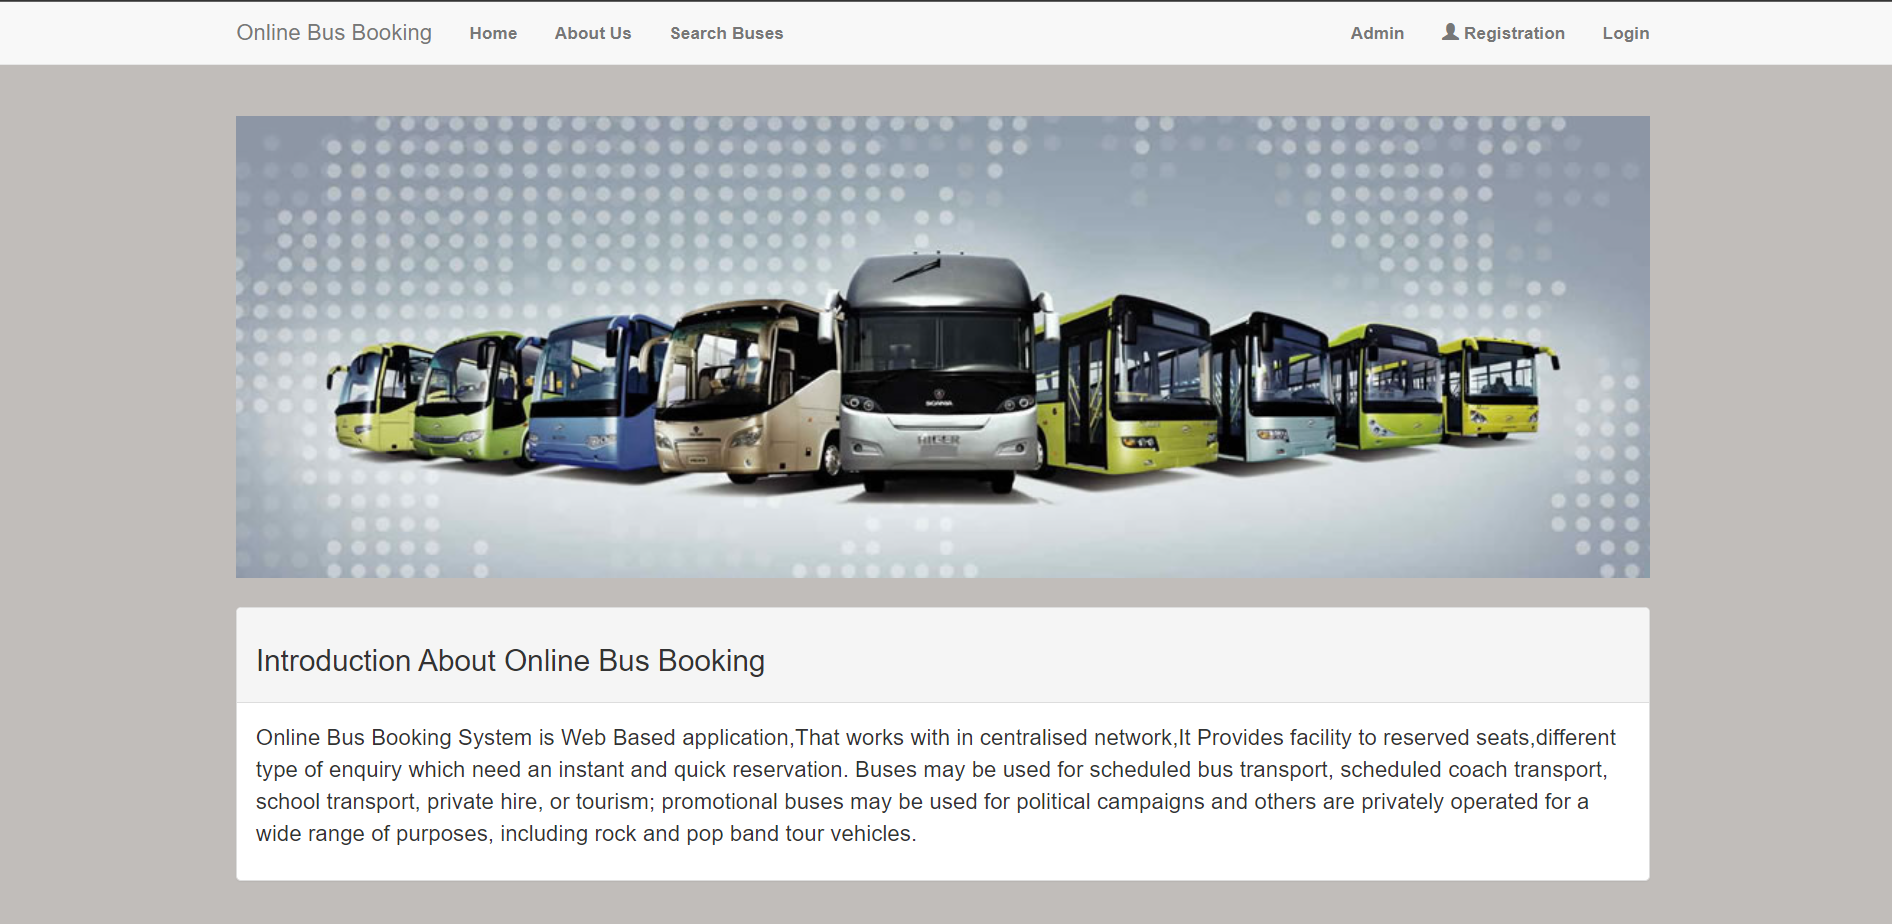 Online Bus Booking Home About Us Search Buses Admin Registration Login
SCANIA
HIGER
Introduction About Online Bus Booking
Online Bus Booking System is Web Based application,That works with in centralised network,It Provides facility to reserved seats,different
type of enquiry which need an instant and quick reservation. Buses may be used for scheduled bus transport, scheduled coach transport,
school transport, private hire, or tourism; promotional buses may be used for political campaigns and others are privately operated for a
wide range of purposes, including rock and pop band tour vehicles.